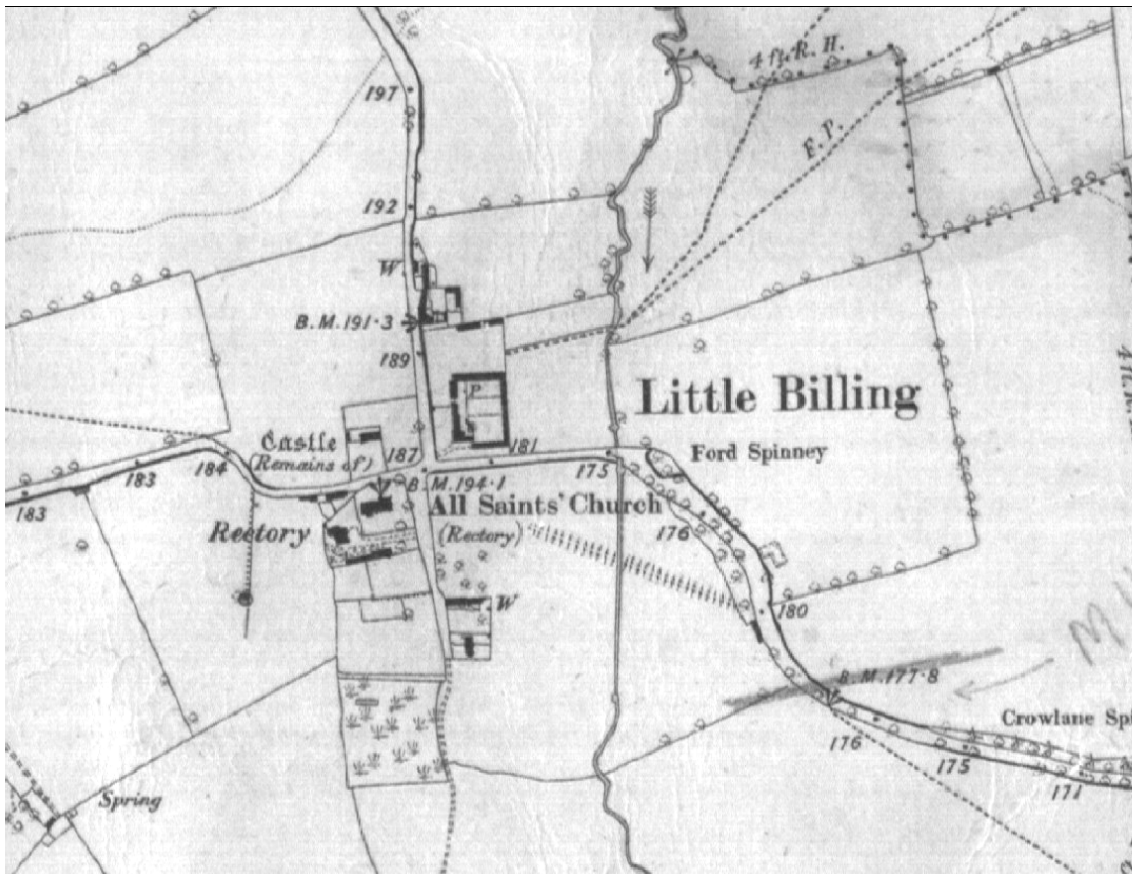 4 ft. R. H.
197
F. P.
192
W
B. M. 191·3
189
P
Little Billing
Castle
(Remains of)
187
181
175
Ford Spinney
183
184
183
B. M. 194·1
All Saints' Church
(Rectory)
Rectory
176
W
180
B. M. 177·8
Crowlane Spi
176
175
171
Spring